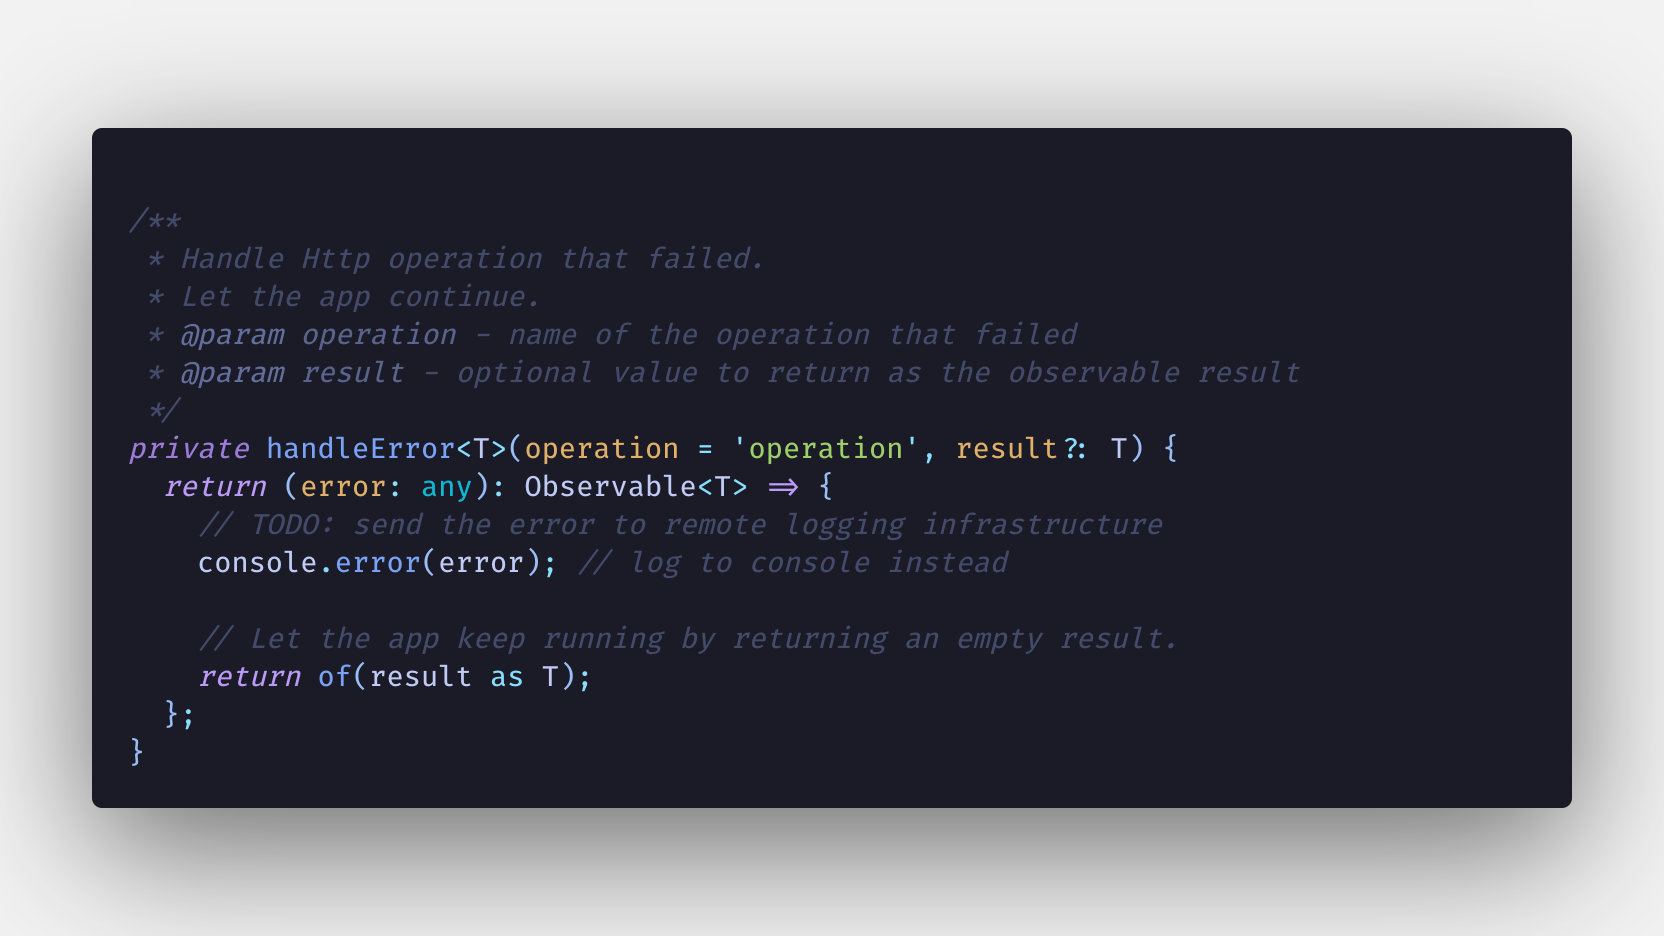 /**
 * Handle Http operation that failed.
 * Let the app continue.
 * @param operation - name of the operation that failed
 * @param result - optional value to return as the observable result
 */
private handleError<T>(operation = 'operation', result?: T) {
  return (error: any): Observable<T> => {
    // TODO: send the error to remote logging infrastructure
    console.error(error); // log to console instead

    // Let the app keep running by returning an empty result.
    return of(result as T);
  };
}